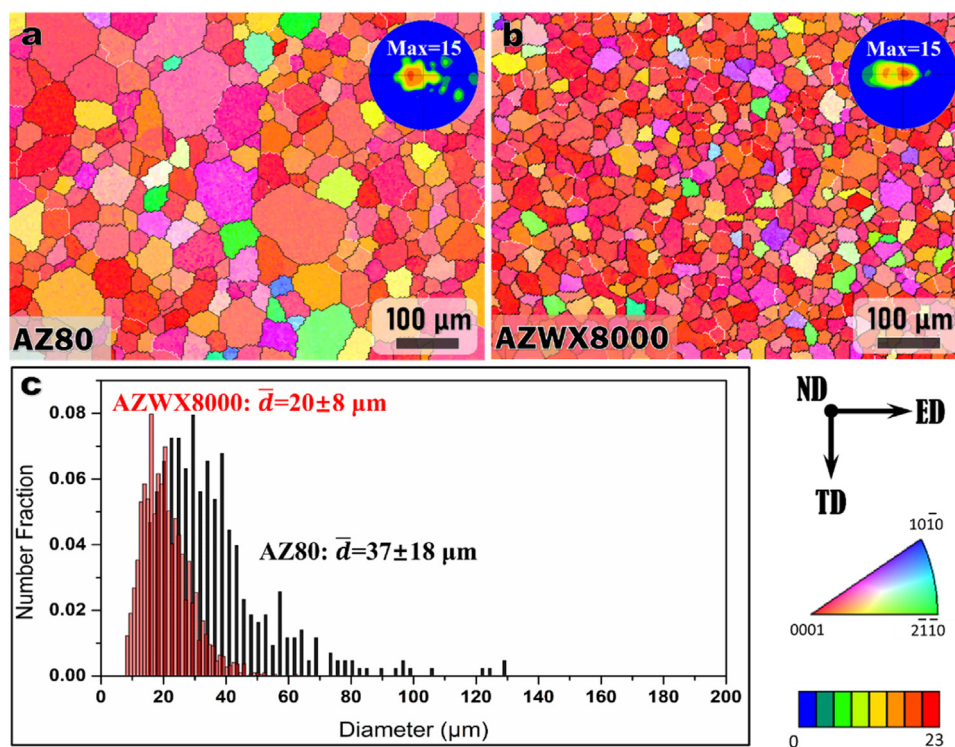 a
Max=15
AZ80
100 μm
b
Max=15
AZWX8000
100 μm
c
AZWX8000: d̅=20±8 μm
AZ80: d̅=37±18 μm
Number Fraction
0.08
0.06
0.04
0.02
0.00
0 20 40 60 80 100 120 140 160 180 200
Diameter (μm)
ND
ED
TD
101̅0
0001
21̅1̅0
0 23